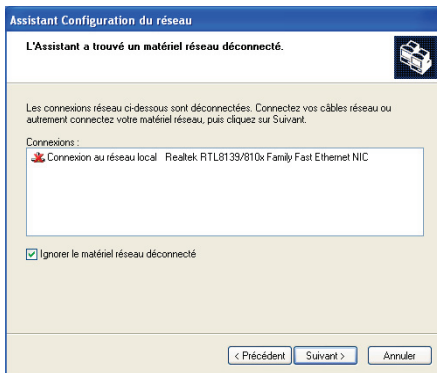 Assistant Configuration du réseau
L'Assistant a trouvé un matériel réseau déconnecté.
Les connexions réseau ci-dessous sont déconnectées. Connectez vos câbles réseau ou
autrement connectez votre matériel réseau, puis cliquez sur Suivant.
Connexions :
Connexion au réseau local Realtek RTL8139/810x Family Fast Ethernet NIC
Ignorer le matériel réseau déconnecté
< Précédent Suivant > Annuler